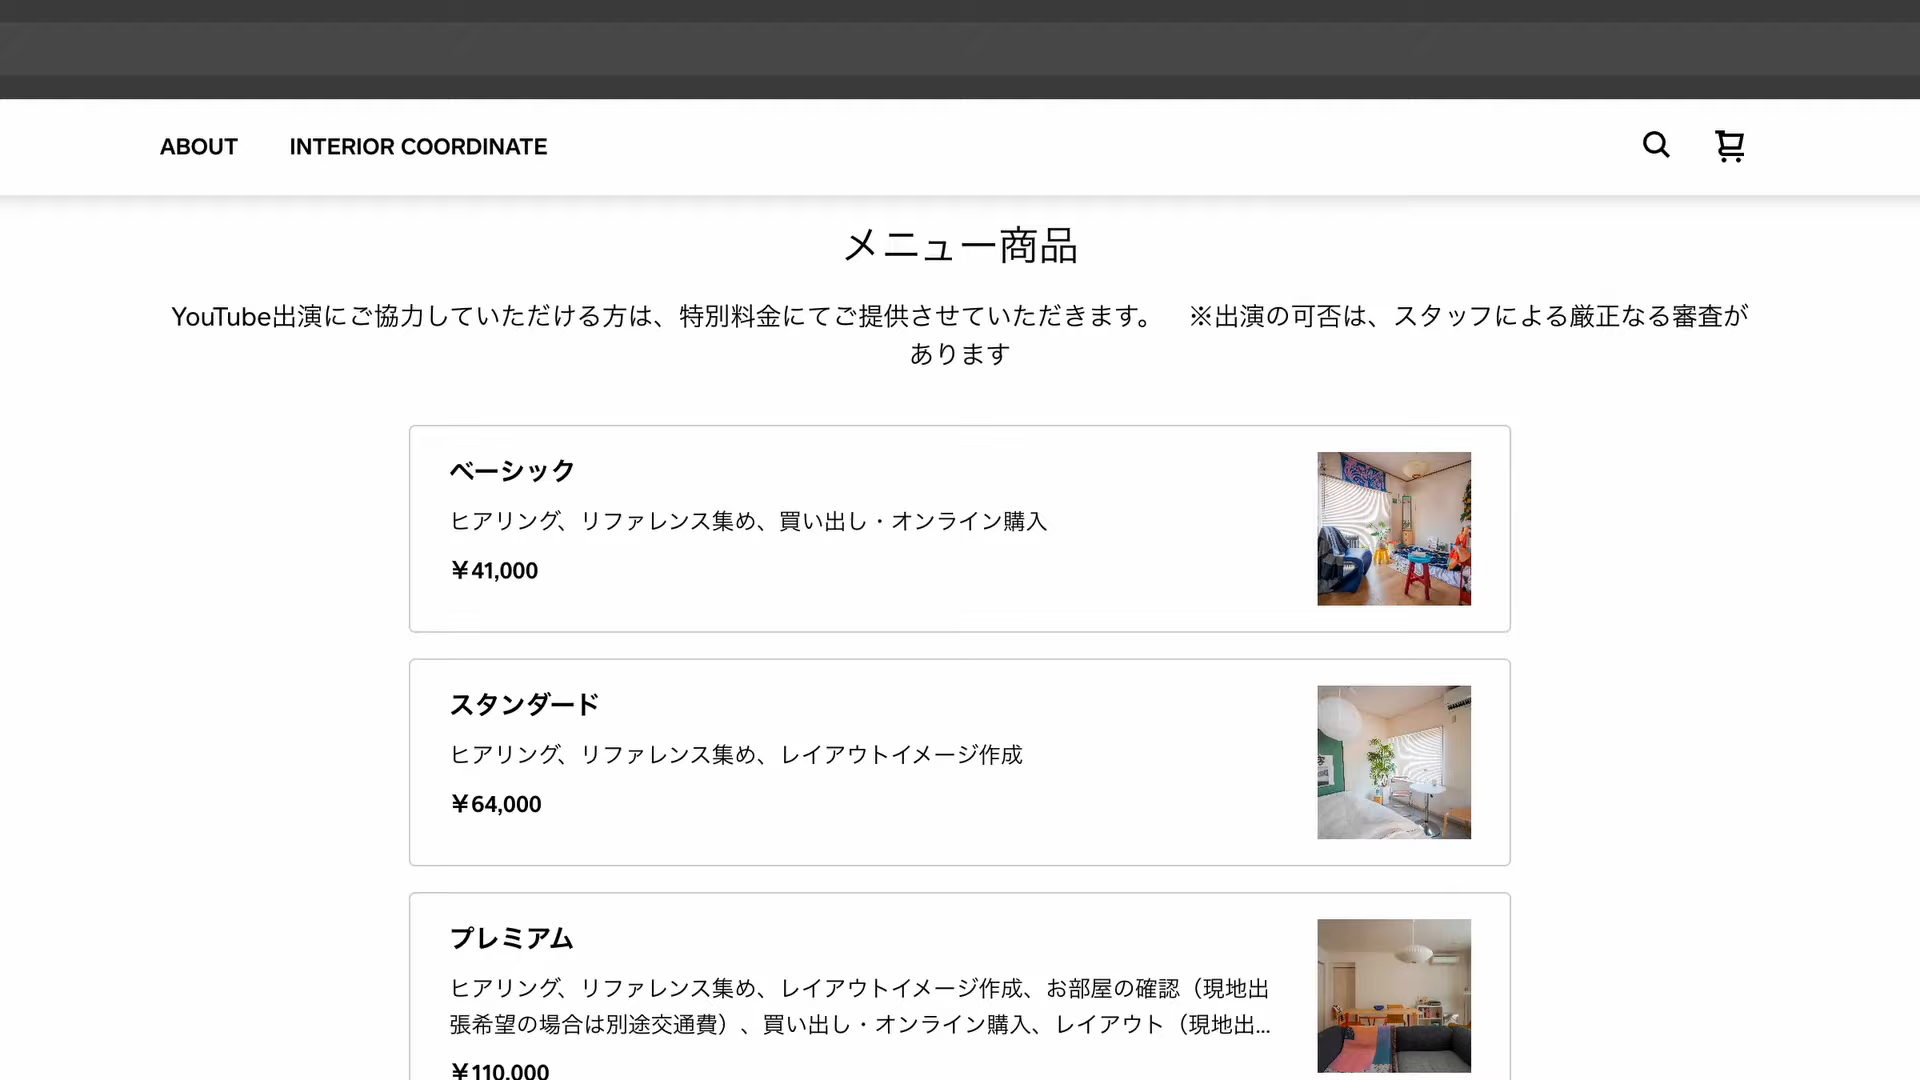 ABOUT
INTERIOR COORDINATE
メニュー商品
YouTube出演にご協力していただける方は、特別料金にてご提供させていただきます。　※出演の可否は、スタッフによる厳正なる審査が
あります
ベーシック
ヒアリング、リファレンス集め、買い出し・オンライン購入
￥41,000
スタンダード
ヒアリング、リファレンス集め、レイアウトイメージ作成
￥64,000
プレミアム
ヒアリング、リファレンス集め、レイアウトイメージ作成、お部屋の確認（現地出
張希望の場合は別途交通費）、買い出し・オンライン購入、レイアウト（現地出...
￥110,000